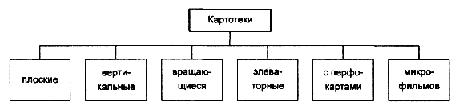 Картотеки
плоские
верти-
кальные
вращаю-
щиеся
элева-
торные
с перфо-
картами
микро-
фильмов